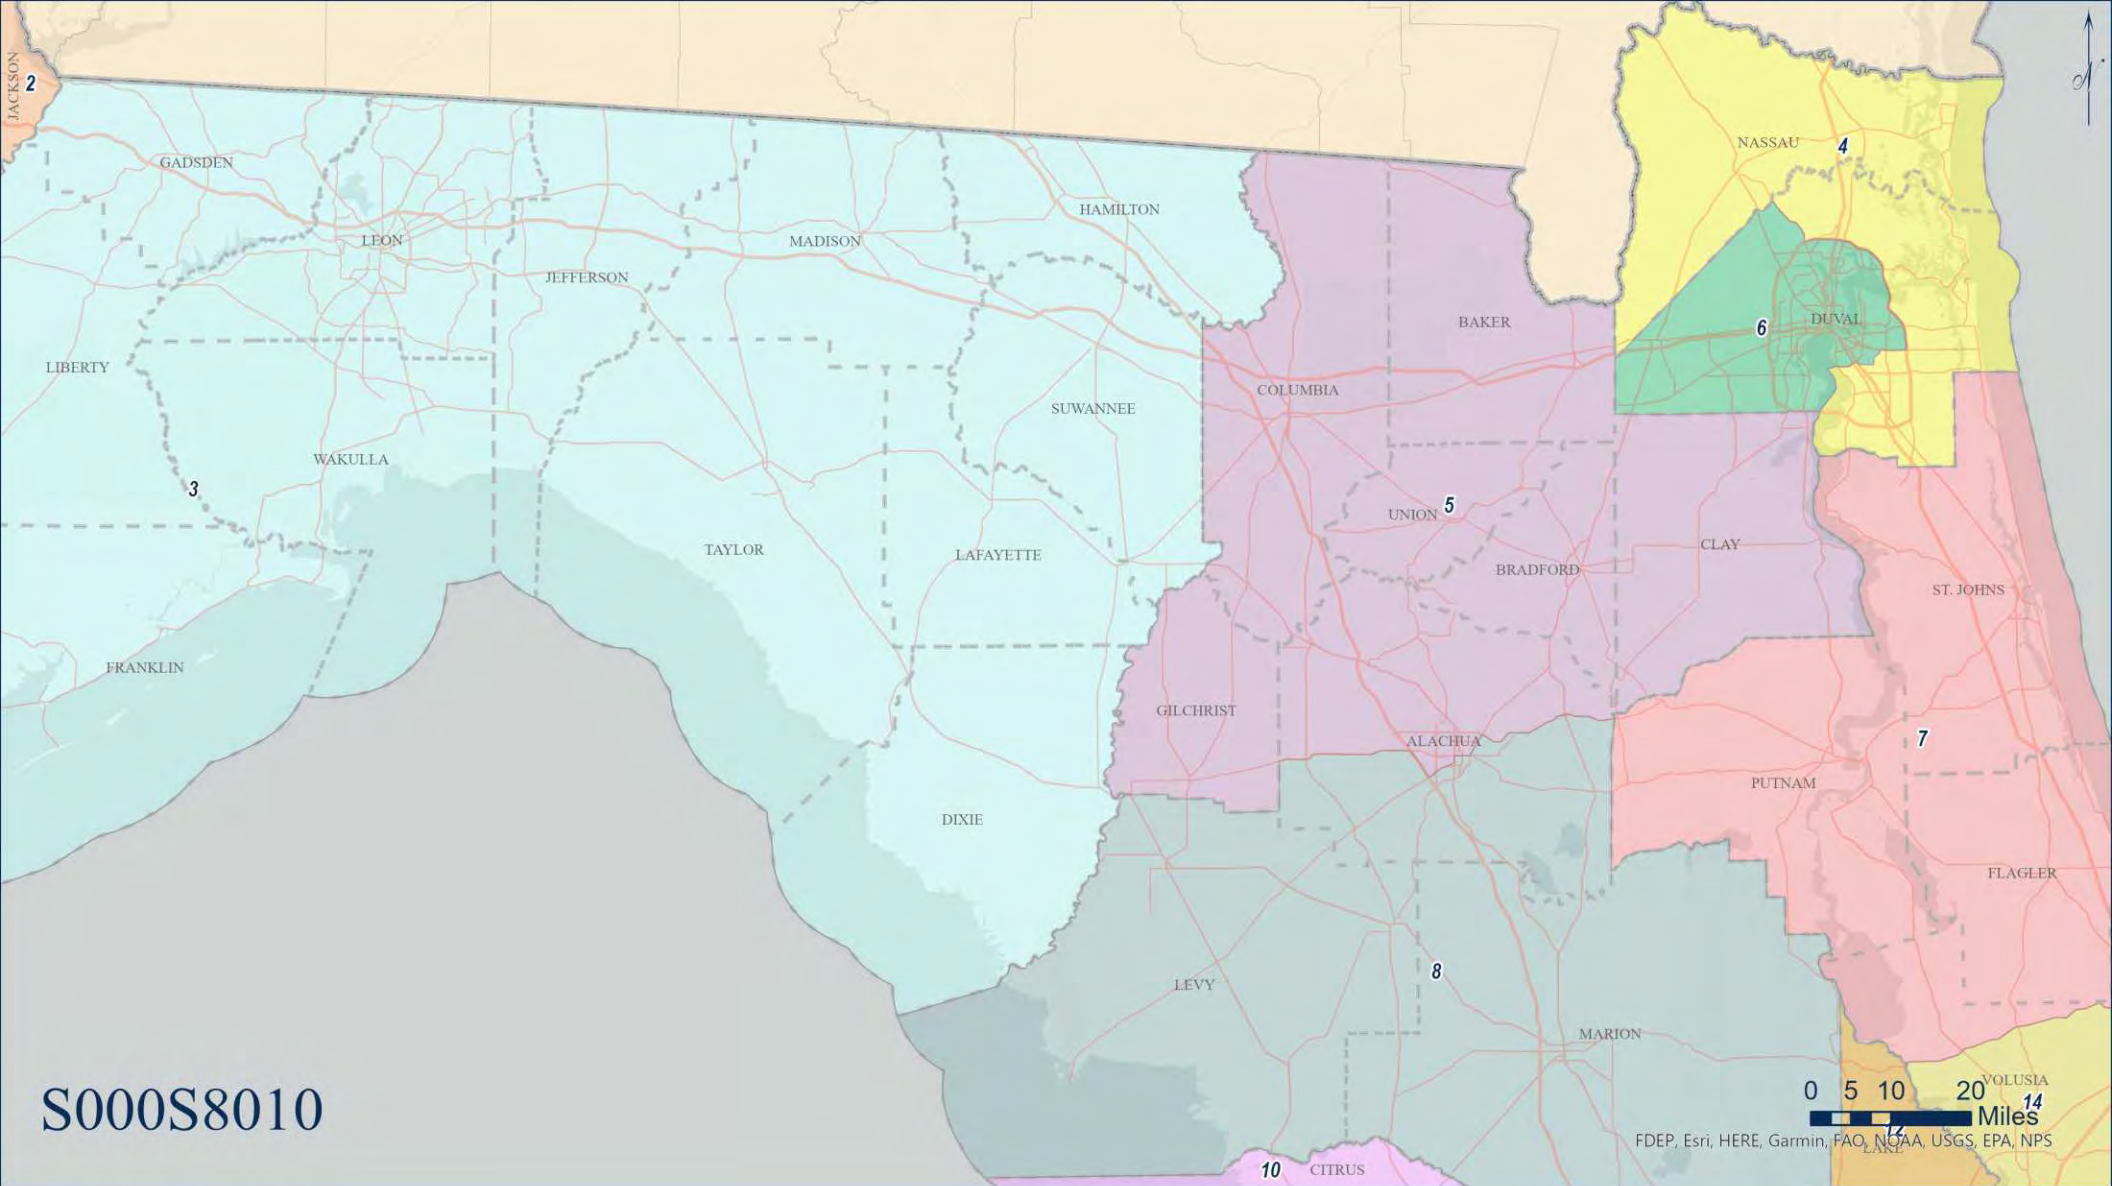 JACKSON
2
N
GADSDEN
NASSAU
4
HAMILTON
LEON
MADISON
JEFFERSON
BAKER
6
DUVAL
LIBERTY
COLUMBIA
SUWANNEE
WAKULLA
3
UNION
5
TAYLOR
LAFAYETTE
CLAY
BRADFORD
ST. JOHNS
FRANKLIN
GILCHRIST
ALACHUA
7
PUTNAM
DIXIE
FLAGLER
LEVY
8
MARION
S000S8010
VOLUSIA
14
0 5 10 20
Miles
12
FDEP, Esri, HERE, Garmin, FAO, NOAA, USGS, EPA, NPS
LAKE
10
CITRUS